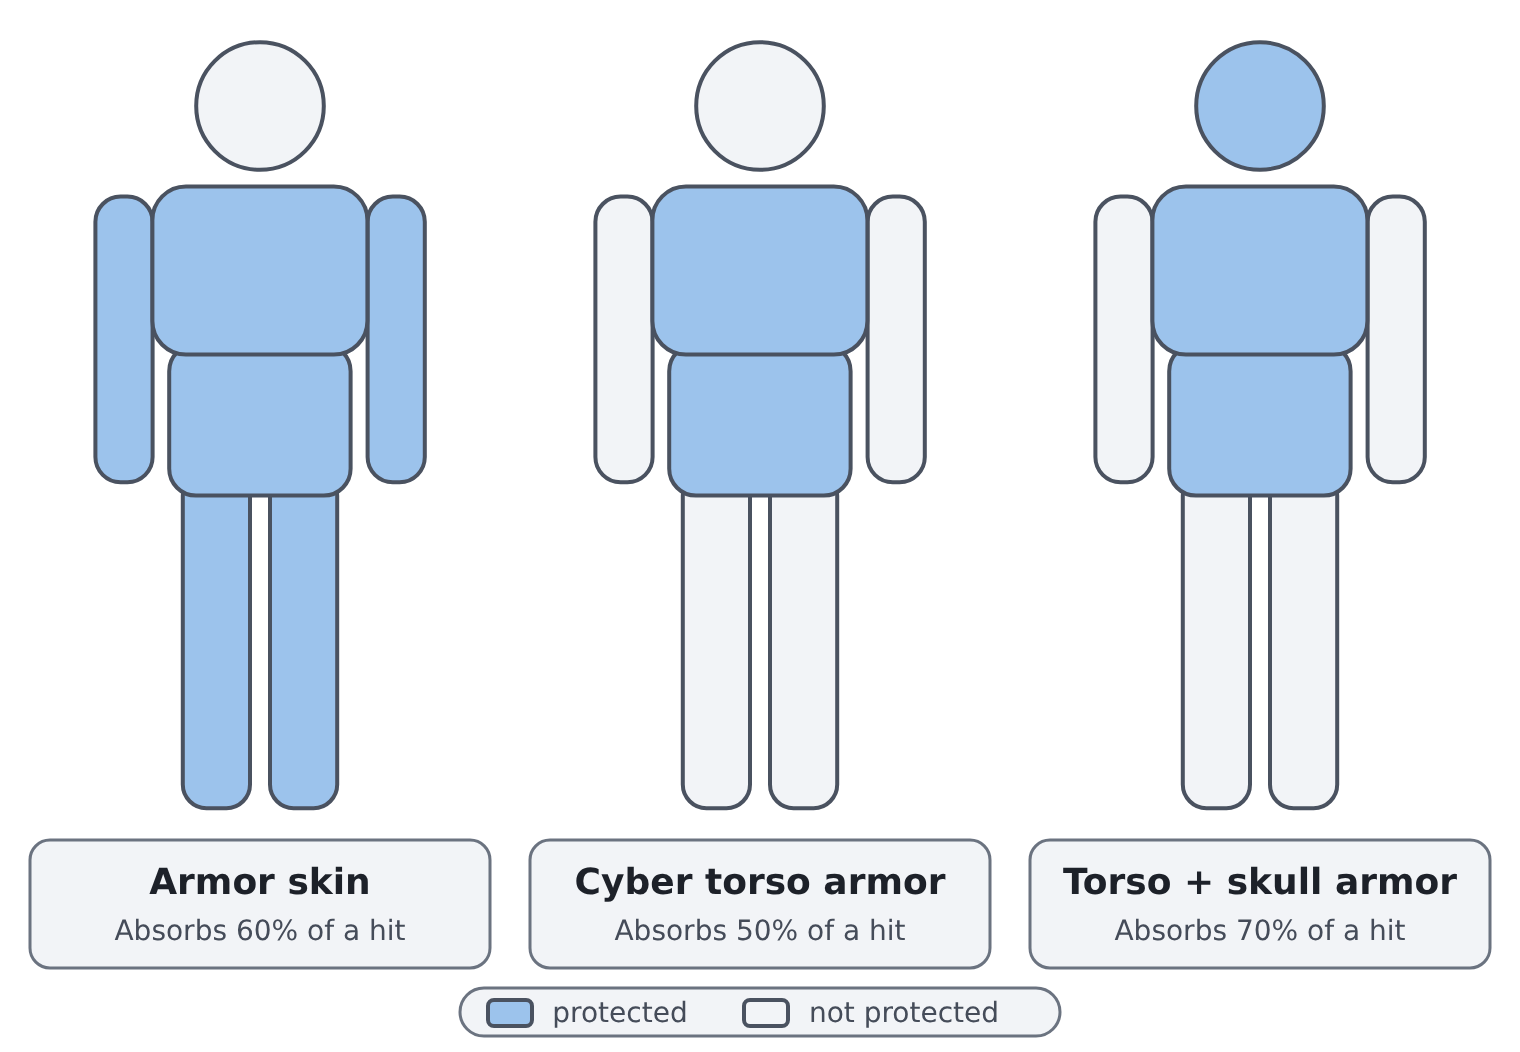 Armor skin
Absorbs 60% of a hit
Cyber torso armor
Absorbs 50% of a hit
Torso + skull armor
Absorbs 70% of a hit
protected
not protected